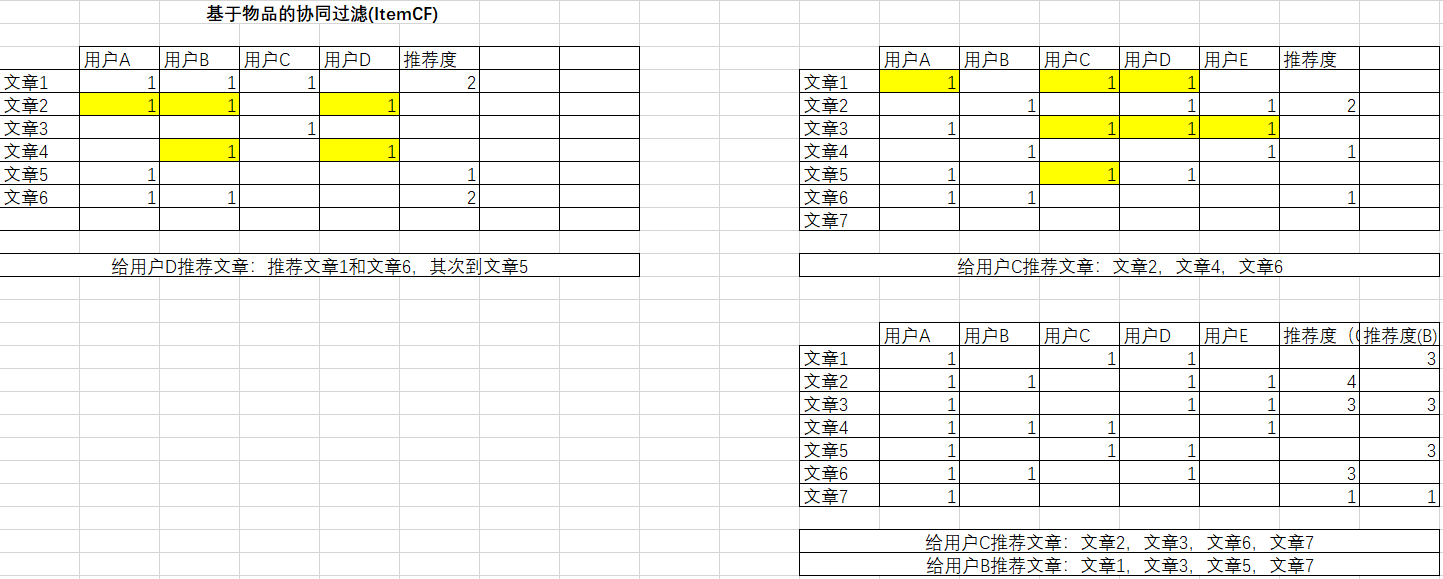 基于物品的协同过滤(ItemCF)
用户A 用户B 用户C 用户D 推荐度
文章1 1 1 1 2
文章2 1 1 1
文章3 1
文章4 1 1
文章5 1 1
文章6 1 1 2
给用户D推荐文章：推荐文章1和文章6，其次到文章5
用户A 用户B 用户C 用户D 用户E 推荐度
文章1 1 1 1
文章2 1 1 1 2
文章3 1 1 1 1
文章4 1 1 1
文章5 1 1 1
文章6 1 1 1
文章7
给用户C推荐文章：文章2，文章4，文章6
用户A 用户B 用户C 用户D 用户E 推荐度（ 推荐度(B)
文章1 1 1 1 3
文章2 1 1 1 1 4
文章3 1 1 1 3 3
文章4 1 1 1 1
文章5 1 1 1 3
文章6 1 1 1 3
文章7 1 1 1
给用户C推荐文章：文章2，文章3，文章6，文章7
给用户B推荐文章：文章1，文章3，文章5，文章7